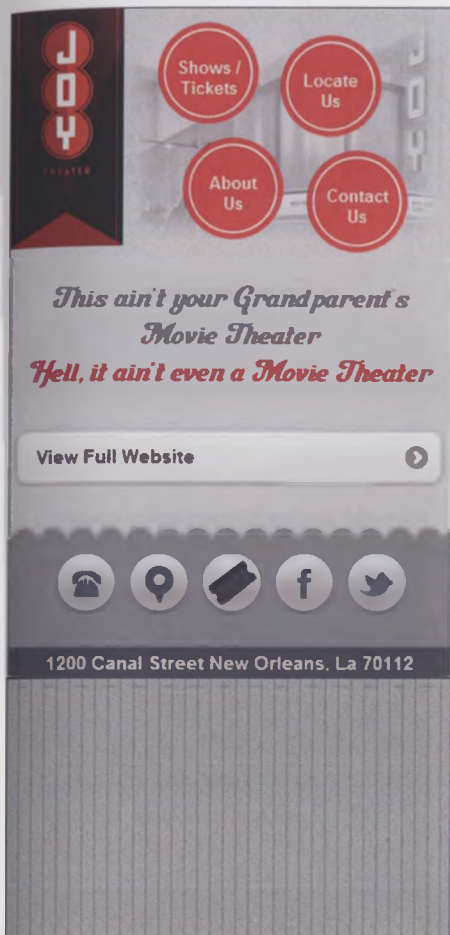 JOY
THEATER
Shows /
Tickets
Locate
Us
About
Us
Contact
Us
JOY
This ain't your Grandparent's
Movie Theater
Hell, it ain't even a Movie Theater
View Full Website
f
1200 Canal Street New Orleans, La 70112